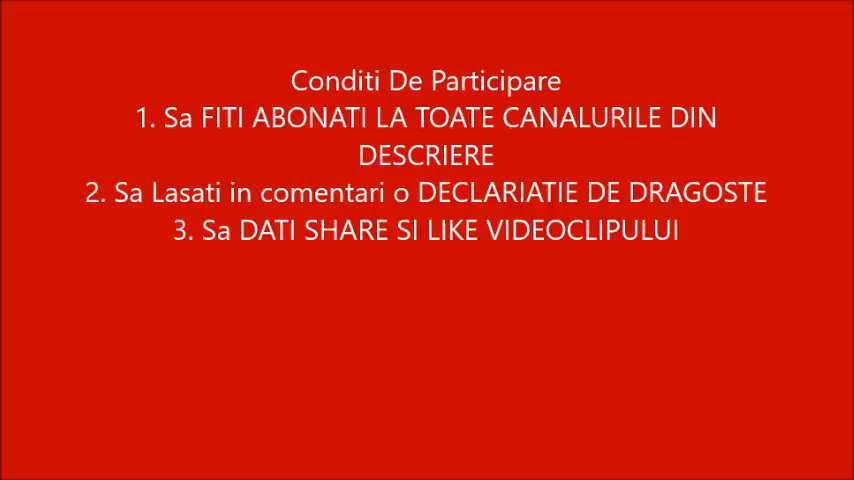 Conditi De Participare
1. Sa FITI ABONATI LA TOATE CANALURILE DIN
DESCRIERE
2. Sa Lasati in comentari o DECLARIATIE DE DRAGOSTE
3. Sa DATI SHARE SI LIKE VIDEOCLIPULUI